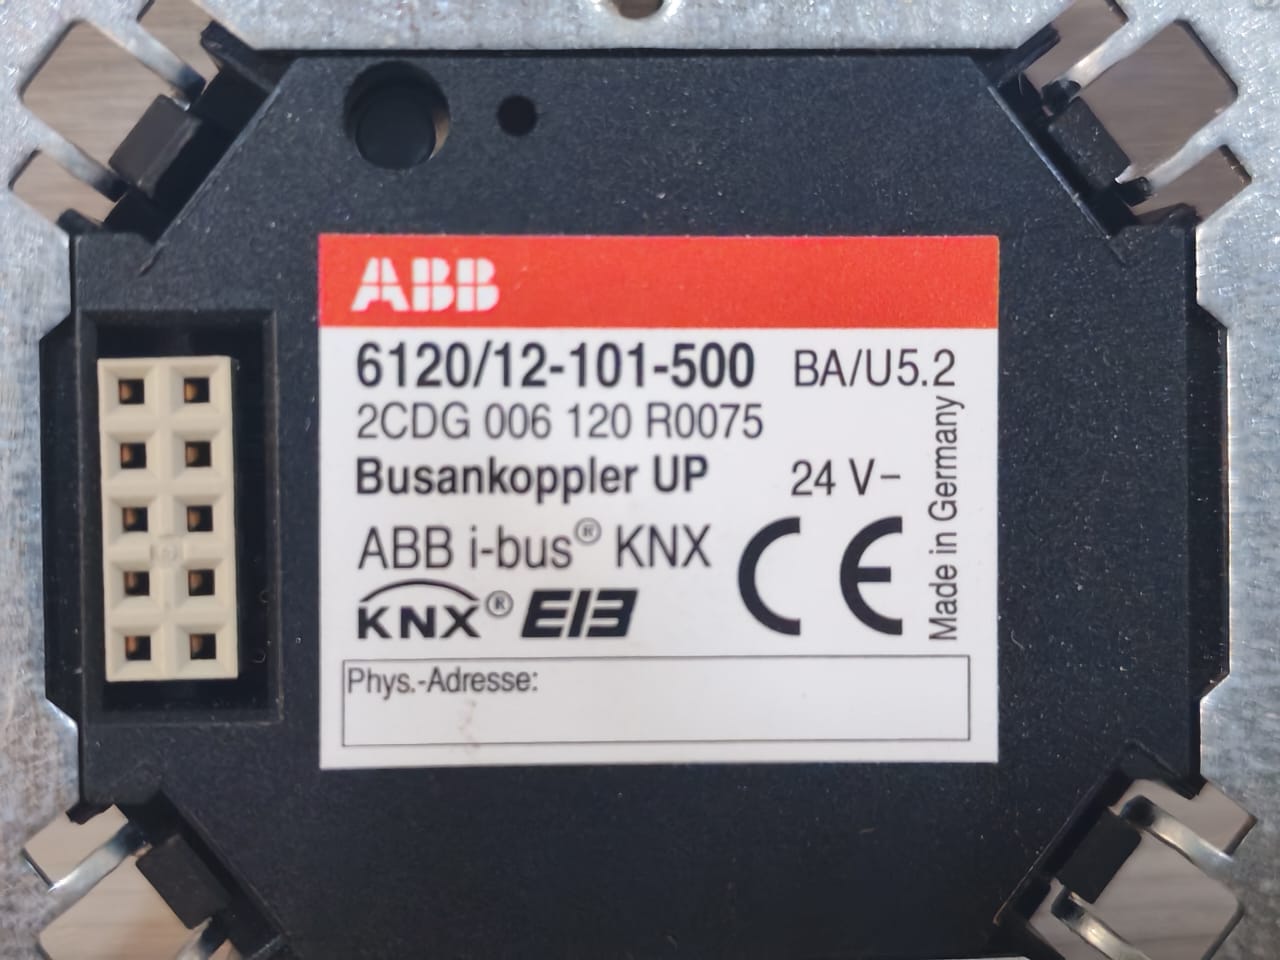 ABB
6120/12-101-500 BA/U5.2
2CDG 006 120 R0075
Busankoppler UP 24 V⎓
ABB i-bus® KNX
KNX® EIB CE
Made in Germany
Phys.-Adresse: